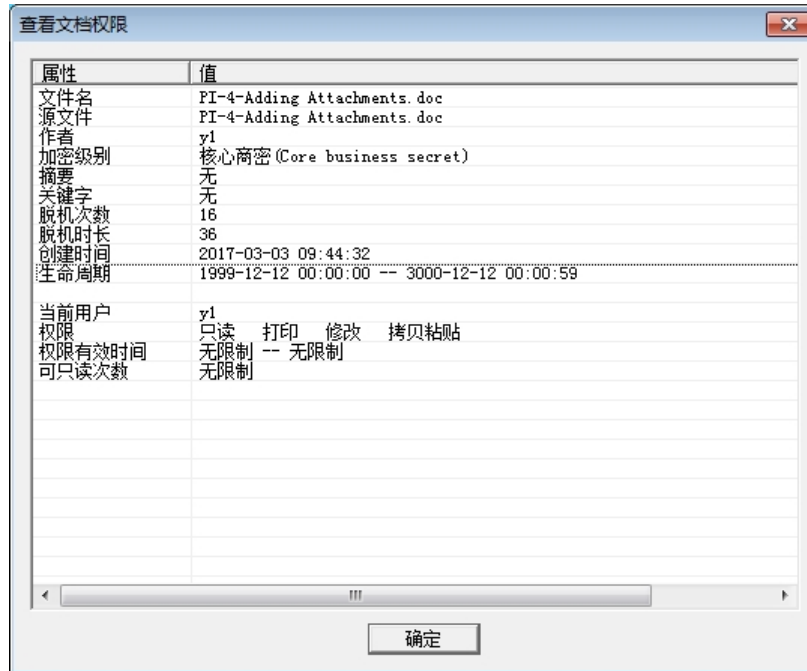 查看文档权限
属性 值
文件名 PI-4-Adding Attachments.doc
源文件 PI-4-Adding Attachments.doc
作者 y1
加密级别 核心商密(Core business secret)
摘要 无
关键字 无
脱机次数 16
脱机时长 36
创建时间 2017-03-03 09:44:32
生命周期 1999-12-12 00:00:00 -- 3000-12-12 00:00:59
当前用户 y1
权限 只读 打印 修改 拷贝粘贴
权限有效时间 无限制 -- 无限制
可只读次数 无限制
确定